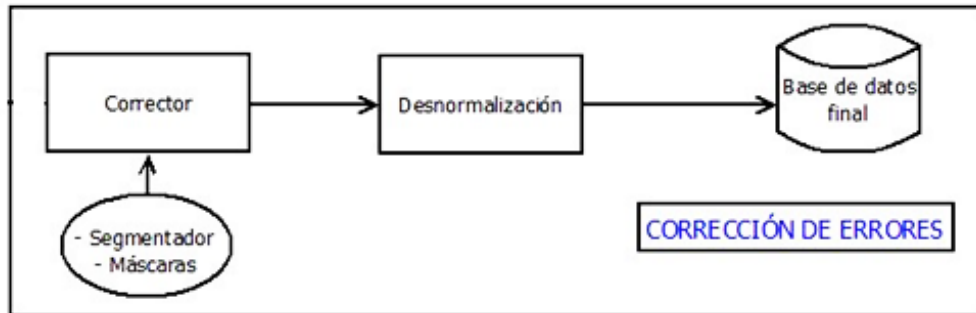 Corrector
Desnormalización
Base de datos
final
- Segmentador
- Máscaras
CORRECCIÓN DE ERRORES